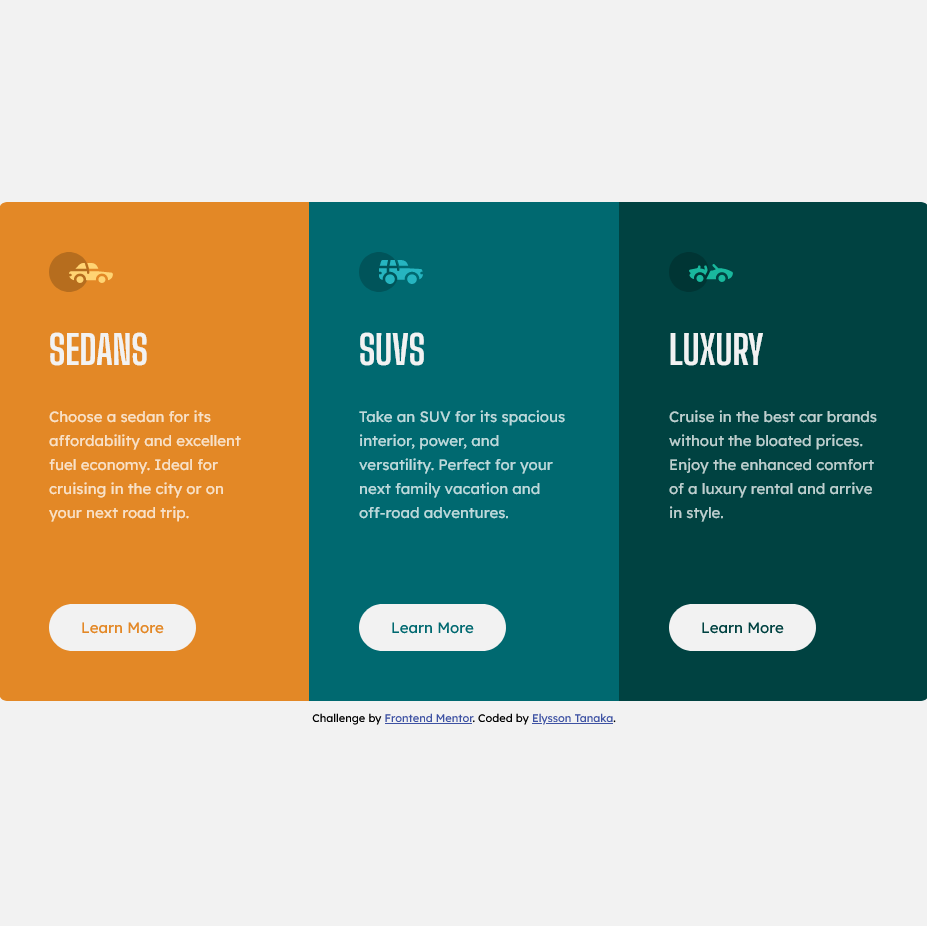 SEDANS
Choose a sedan for its
affordability and excellent
fuel economy. Ideal for
cruising in the city or on
your next road trip.
Learn More
SUVS
Take an SUV for its spacious
interior, power, and
versatility. Perfect for your
next family vacation and
off-road adventures.
Learn More
LUXURY
Cruise in the best car brands
without the bloated prices.
Enjoy the enhanced comfort
of a luxury rental and arrive
in style.
Learn More
Challenge by Frontend Mentor. Coded by Elysson Tanaka.